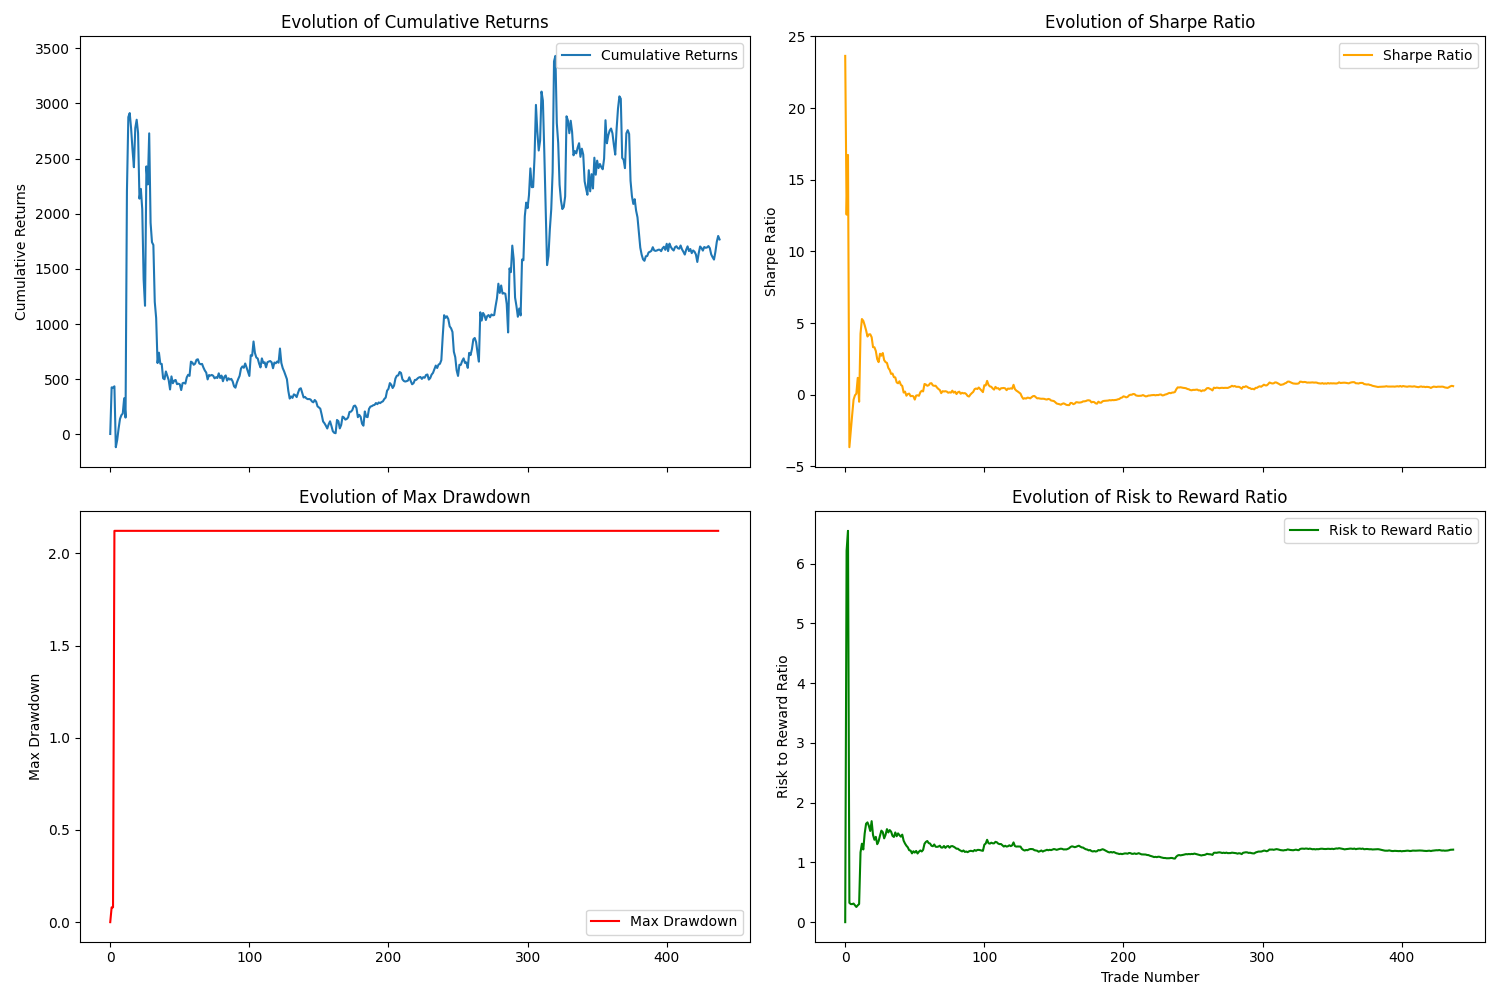 Evolution of Cumulative Returns
Cumulative Returns
3500
3000
2500
2000
1500
1000
500
0
Cumulative Returns
Evolution of Sharpe Ratio
Sharpe Ratio
25
20
15
10
5
0
−5
Sharpe Ratio
Evolution of Max Drawdown
2.0
1.5
1.0
0.5
0.0
Max Drawdown
Max Drawdown
0 100 200 300 400
Evolution of Risk to Reward Ratio
Risk to Reward Ratio
6
5
4
3
2
1
0
Risk to Reward Ratio
0 100 200 300 400
Trade Number